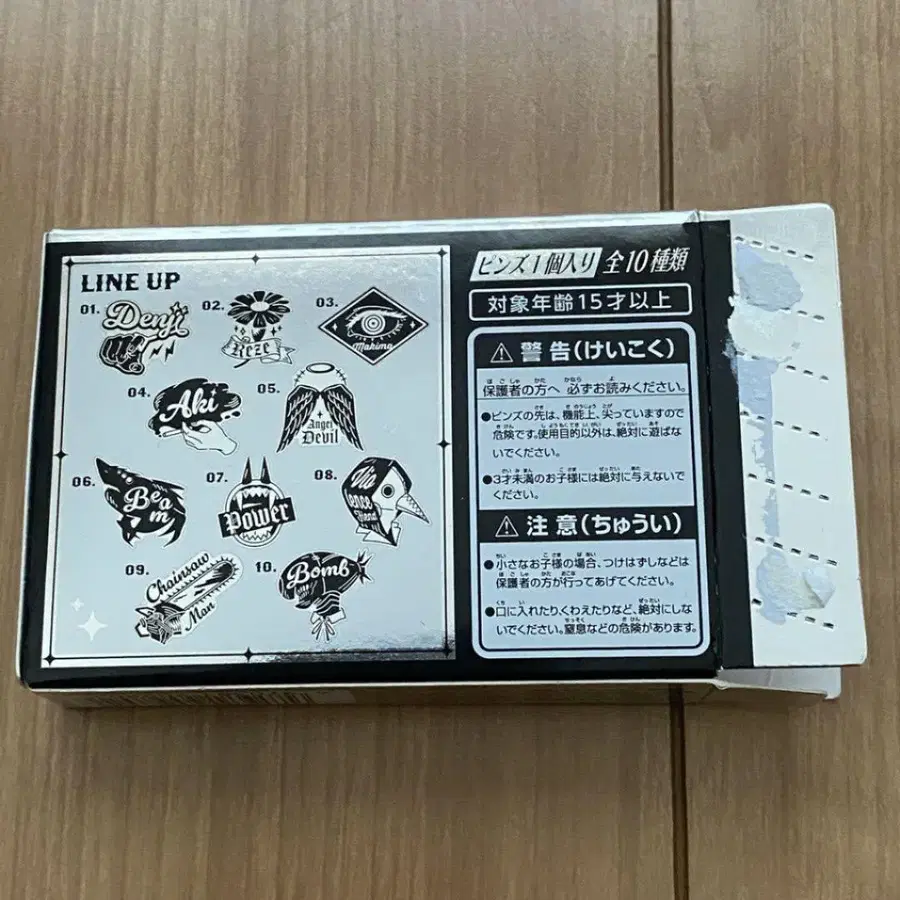 LINE UP
01. Denji
02. Reze
03. Makima
04. Aki
05. Angel Devil
06. Beam
07. Power
08. Violence Fiend
09. Chainsaw Man
10. Bomb
ピンズ1個入り 全10種類
対象年齢15才以上
⚠警告(けいこく)
保護者の方へ 必ずお読みください。
●ピンズの先は、機能上、尖っていますので
危険です。使用目的以外は、絶対に遊ばな
いでください。
●3才未満のお子様には絶対に与えないで
ください。
⚠注意(ちゅうい)
●小さなお子様の場合、つけはずしなどは
保護者の方が行ってあげてください。
●口に入れたり、くわえたりなど、絶対にしな
いでください。窒息などの危険があります。